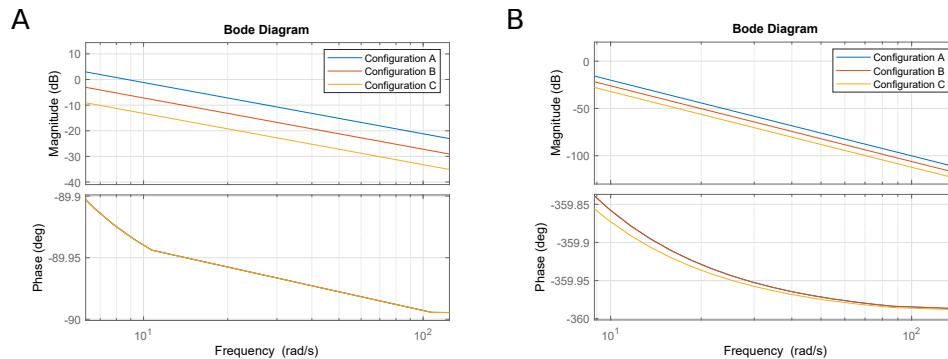 A
Bode Diagram
Configuration A
Configuration B
Configuration C
Magnitude (dB)
10
0
-10
-20
-30
-40
Phase (deg)
-89.9
-89.95
-90
10^1
10^2
Frequency (rad/s)
B
Bode Diagram
Configuration A
Configuration B
Configuration C
Magnitude (dB)
0
-50
-100
Phase (deg)
-359.85
-359.9
-359.95
-360
10^1
10^2
Frequency (rad/s)